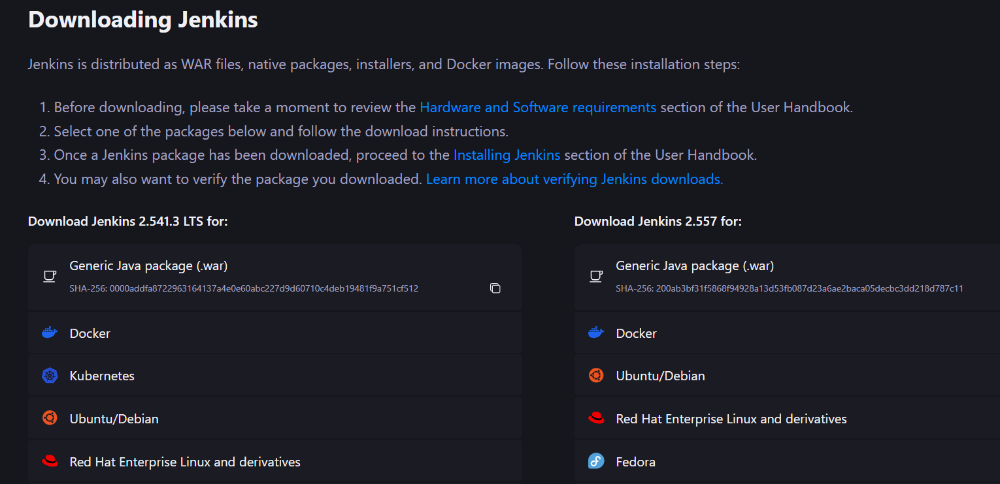 Downloading Jenkins
Jenkins is distributed as WAR files, native packages, installers, and Docker images. Follow these installation steps:
1. Before downloading, please take a moment to review the Hardware and Software requirements section of the User Handbook.
2. Select one of the packages below and follow the download instructions.
3. Once a Jenkins package has been downloaded, proceed to the Installing Jenkins section of the User Handbook.
4. You may also want to verify the package you downloaded. Learn more about verifying Jenkins downloads.
Download Jenkins 2.541.3 LTS for:
Generic Java package (.war)
SHA-256: 0000addfa8722963164137a4e0e60abc227d9d60710c4deb19481f9a751cf512
Docker
Kubernetes
Ubuntu/Debian
Red Hat Enterprise Linux and derivatives
Download Jenkins 2.557 for:
Generic Java package (.war)
SHA-256: 200ab3bf31f5868f94928a13d53fb087d23a6ae2baca05decbc3dd218d787c11
Docker
Ubuntu/Debian
Red Hat Enterprise Linux and derivatives
Fedora